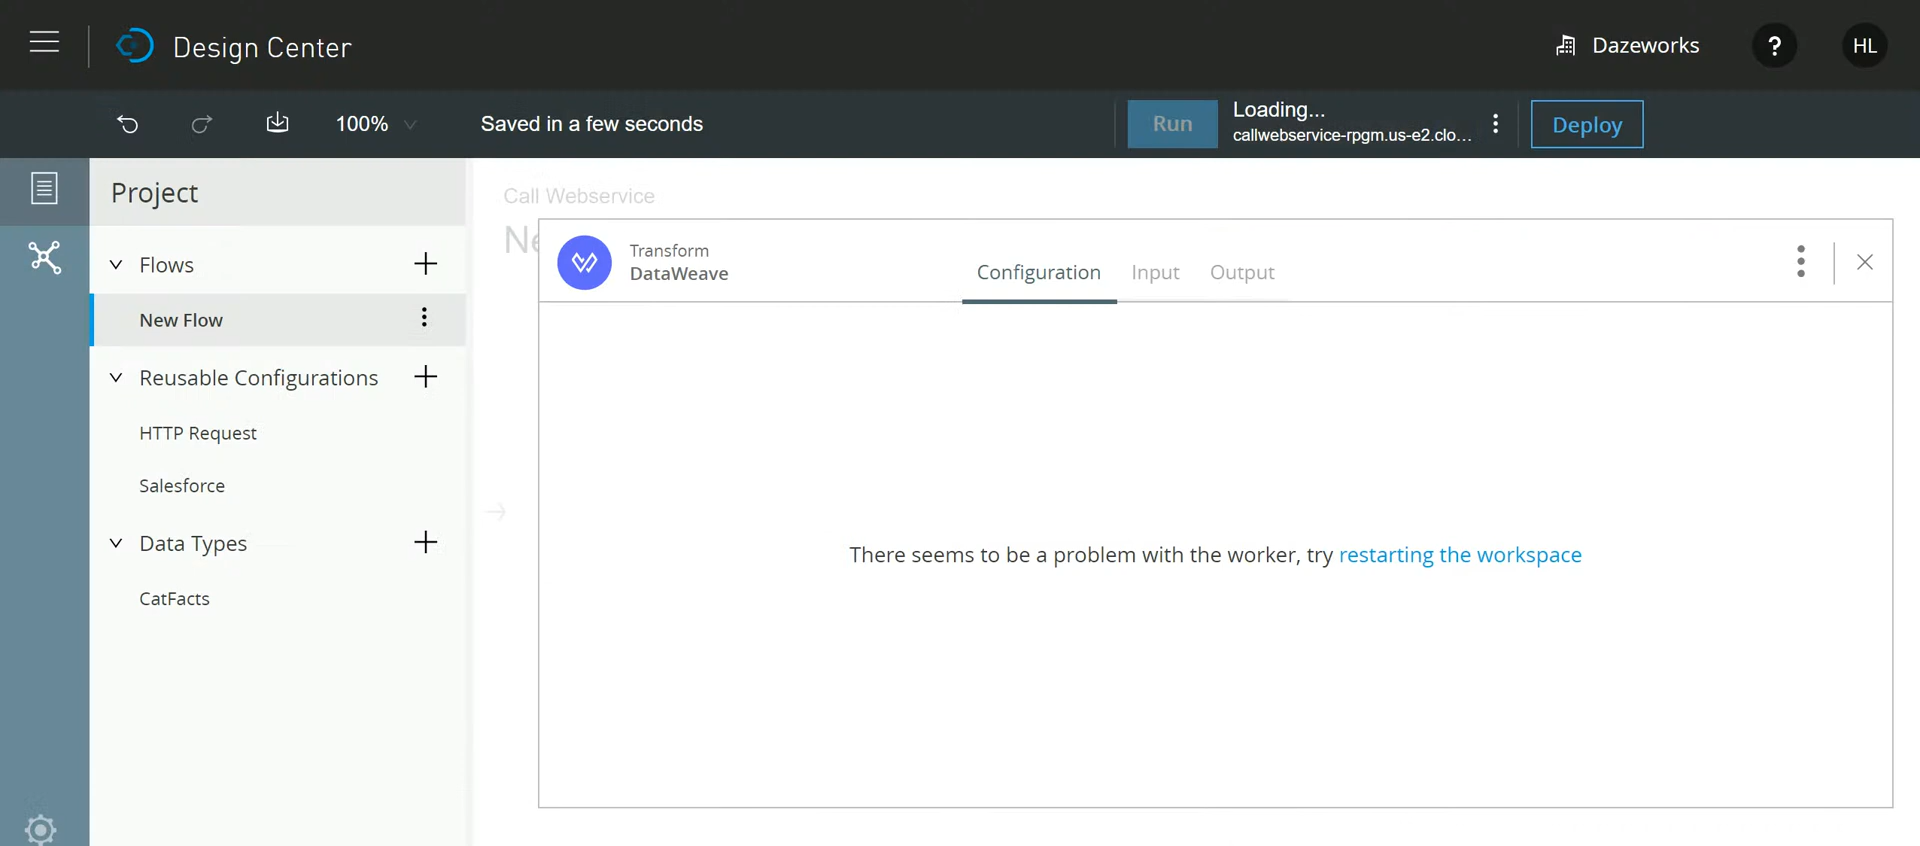 Design Center
Dazeworks
?
HL
100%
Saved in a few seconds
Run
Loading...
callwebservice-rpgm.us-e2.clo...
Deploy
Project
Flows
New Flow
Reusable Configurations
HTTP Request
Salesforce
Data Types
CatFacts
Call Webservice
Ne
Transform
DataWeave
Configuration
Input
Output
There seems to be a problem with the worker, try restarting the workspace